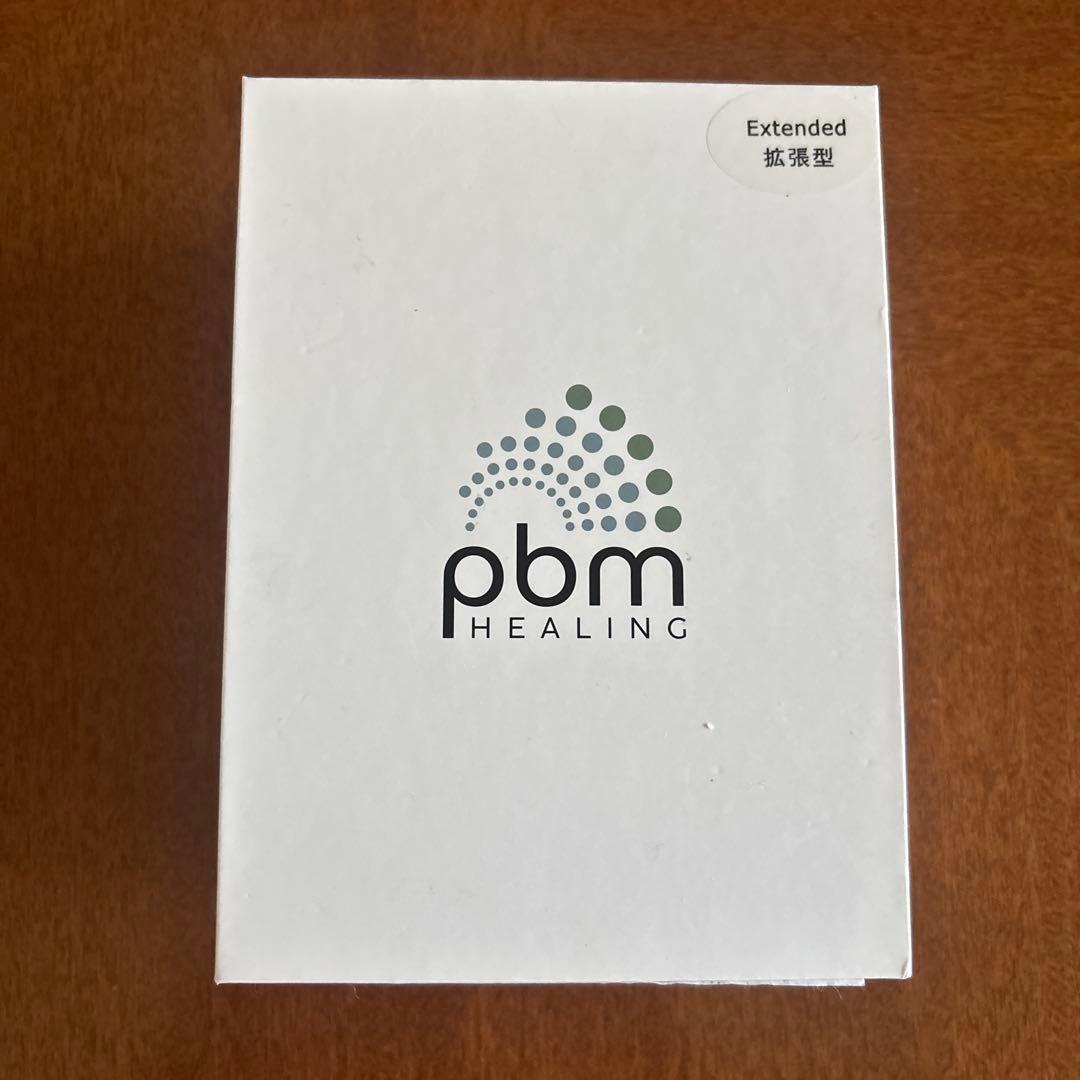 Extended
拡張型
pbm
HEALING